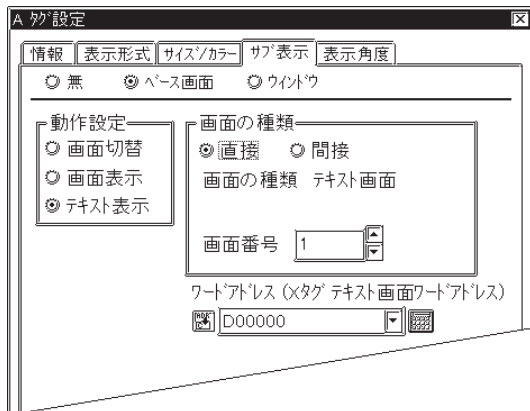 A ﾀｸﾞ設定
情報 表示形式 ｻｲｽﾞ/ｶﾗｰ ｻﾌﾞ表示 表示角度
無 ﾍﾞｰｽ画面 ｳｨﾝﾄﾞｳ
動作設定
画面切替
画面表示
ﾃｷｽﾄ表示
画面の種類
直接 間接
画面の種類 ﾃｷｽﾄ画面
画面番号 1
ﾜｰﾄﾞｱﾄﾞﾚｽ (Xﾀｸﾞ ﾃｷｽﾄ画面ﾜｰﾄﾞｱﾄﾞﾚｽ)
D00000